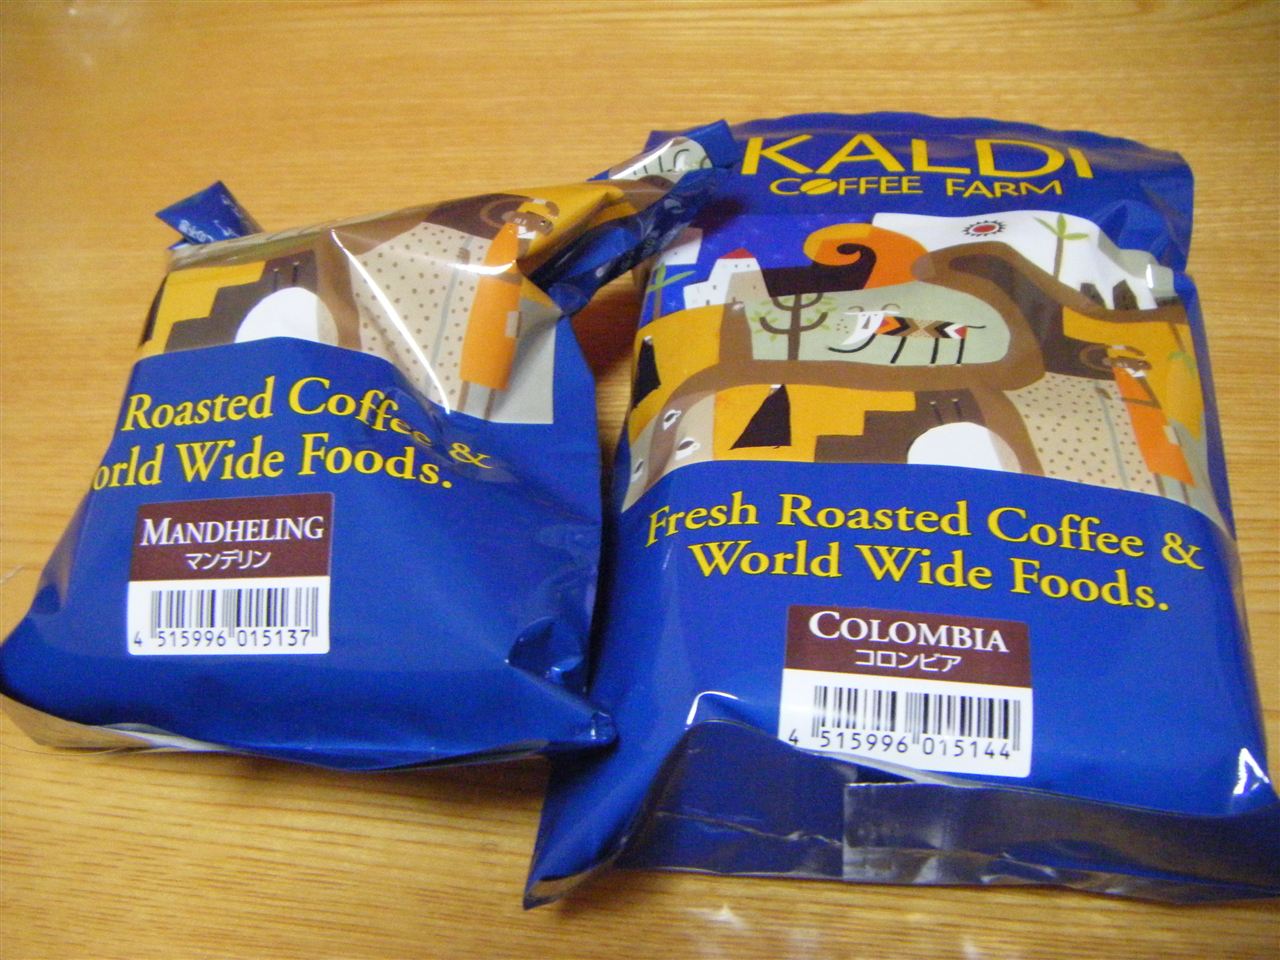 Roasted Coffee &
orld Wide Foods.
MANDHELING
マンデリン
4 515996 015137
KALDI
COFFEE FARM
Fresh Roasted Coffee &
World Wide Foods.
COLOMBIA
コロンビア
4 515996 015144